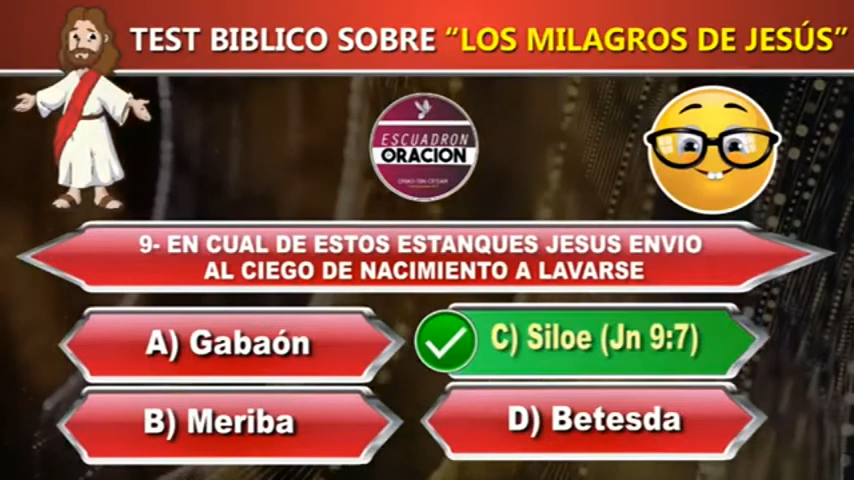 TEST BIBLICO SOBRE “LOS MILAGROS DE JESÚS”
ESCUADRON
ORACION
9- EN CUAL DE ESTOS ESTANQUES JESUS ENVIO
AL CIEGO DE NACIMIENTO A LAVARSE
A) Gabaón
C) Siloe (Jn 9:7)
B) Meriba
D) Betesda